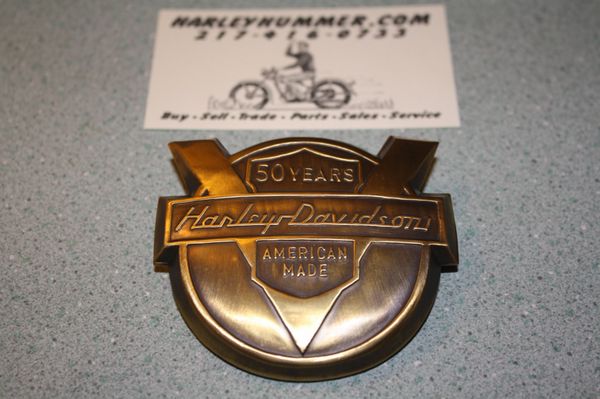 HARLEYHUMMER.COM
217-416-0733
Buy - Sell - Trade - Parts - Sales - Service
50 YEARS
Harley-Davidson
AMERICAN
MADE